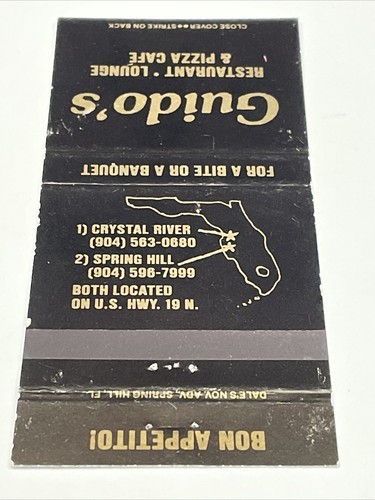 CLOSE COVER ★★ STRIKE ON BACK
Guido's
RESTAURANT • LOUNGE
& PIZZA CAFÉ
FOR A BITE OR A BANQUET
1) CRYSTAL RIVER
(904) 563-0680
2) SPRING HILL
(904) 596-7999
BOTH LOCATED
ON U.S. HWY. 19 N.
DALE'S NOV ADV., SPRING HILL, FL
BON APPETITO!